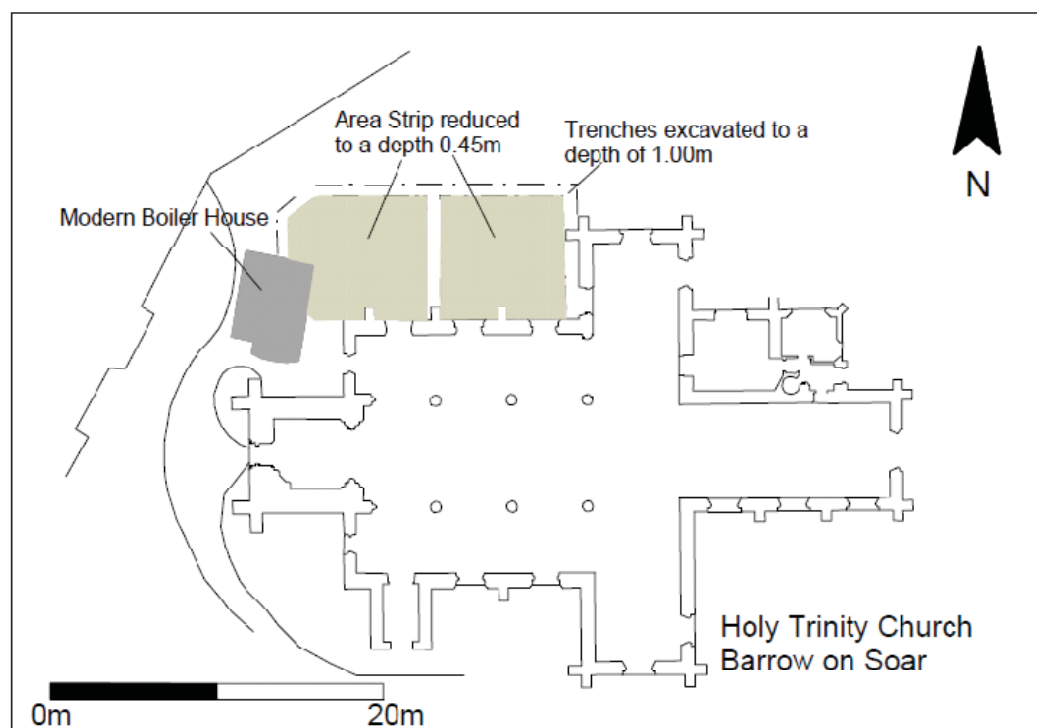 Area Strip reduced
to a depth 0.45m
Trenches excavated to a
depth of 1.00m
N
Modern Boiler House
Holy Trinity Church
Barrow on Soar
0m
20m